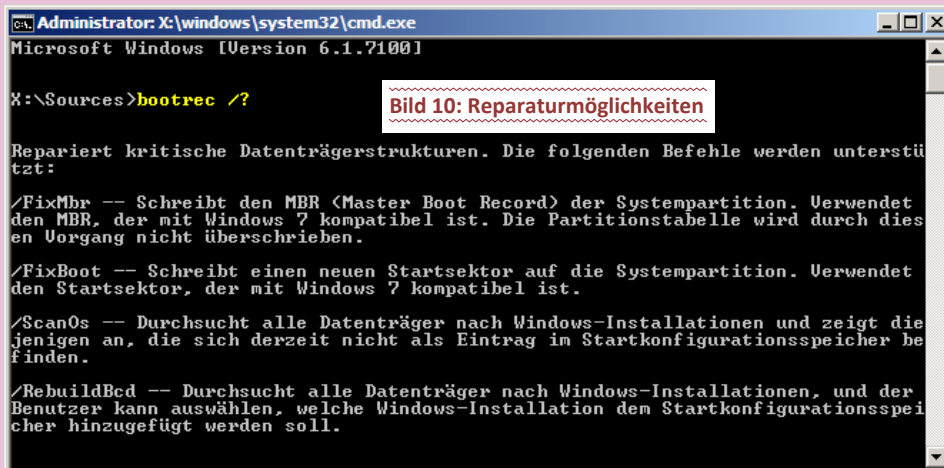 Administrator: X:\windows\system32\cmd.exe
Microsoft Windows [Version 6.1.7100]
X:\Sources>bootrec /?
Bild 10: Reparaturmöglichkeiten
Repariert kritische Datenträgerstrukturen. Die folgenden Befehle werden unterstü
tzt:
/FixMbr -- Schreibt den MBR (Master Boot Record) der Systempartition. Verwendet
den MBR, der mit Windows 7 kompatibel ist. Die Partitionstabelle wird durch dies
en Vorgang nicht überschrieben.
/FixBoot -- Schreibt einen neuen Startsektor auf die Systempartition. Verwendet
den Startsektor, der mit Windows 7 kompatibel ist.
/ScanOs -- Durchsucht alle Datenträger nach Windows-Installationen und zeigt die
jenigen an, die sich derzeit nicht als Eintrag im Startkonfigurationsspeicher be
finden.
/RebuildBcd -- Durchsucht alle Datenträger nach Windows-Installationen, und der
Benutzer kann auswählen, welche Windows-Installation dem Startkonfigurationsspei
cher hinzugefügt werden soll.